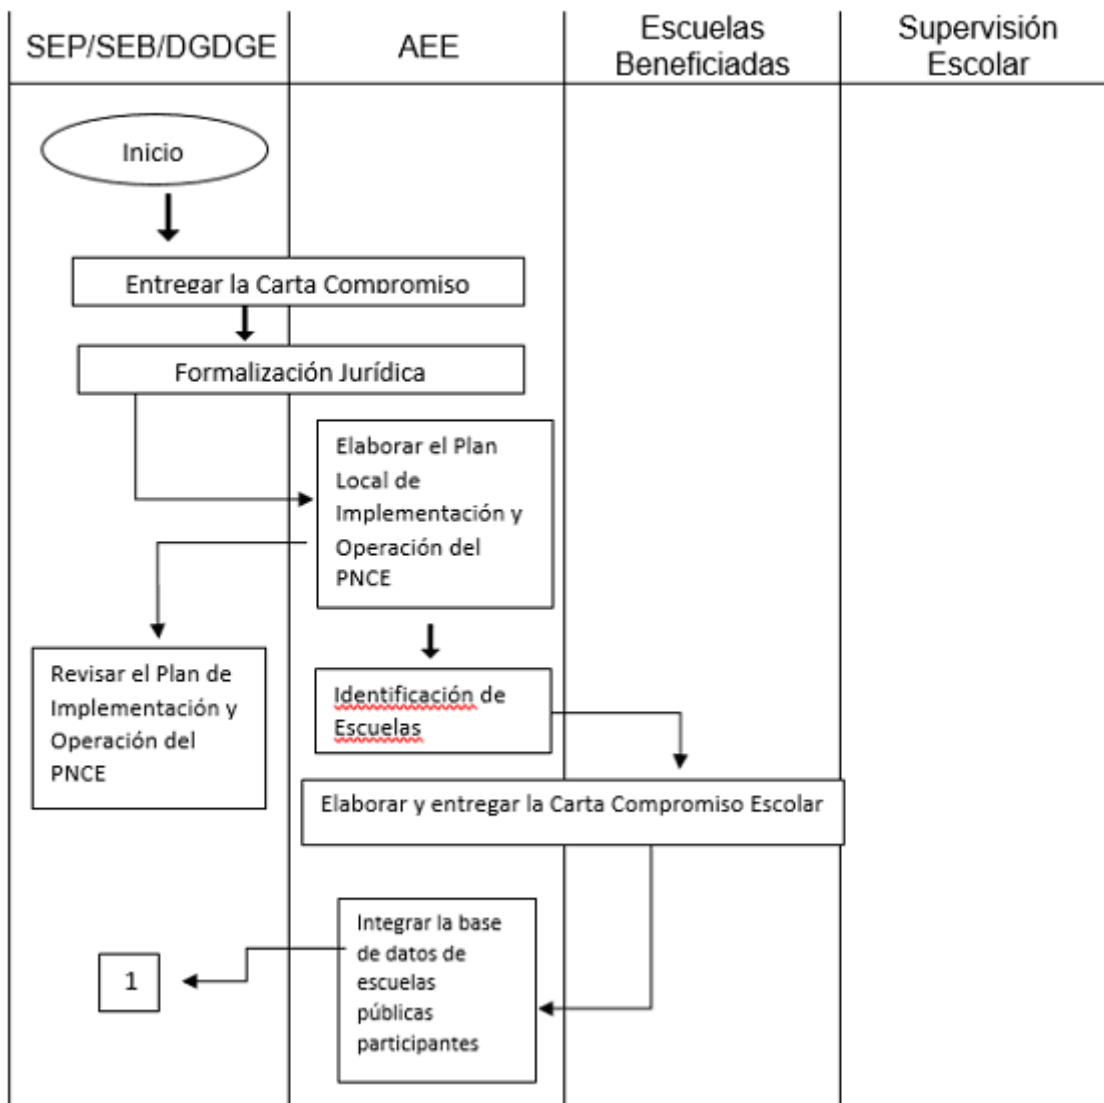 SEP/SEB/DGDGE
AEE
Escuelas
Beneficiadas
Supervisión
Escolar
Inicio
Entregar la Carta Compromiso
Formalización Jurídica
Elaborar el Plan
Local de
Implementación y
Operación del
PNCE
Revisar el Plan de
Implementación y
Operación del
PNCE
Identificación de
Escuelas
Elaborar y entregar la Carta Compromiso Escolar
Integrar la base
de datos de
escuelas
públicas
participantes
1